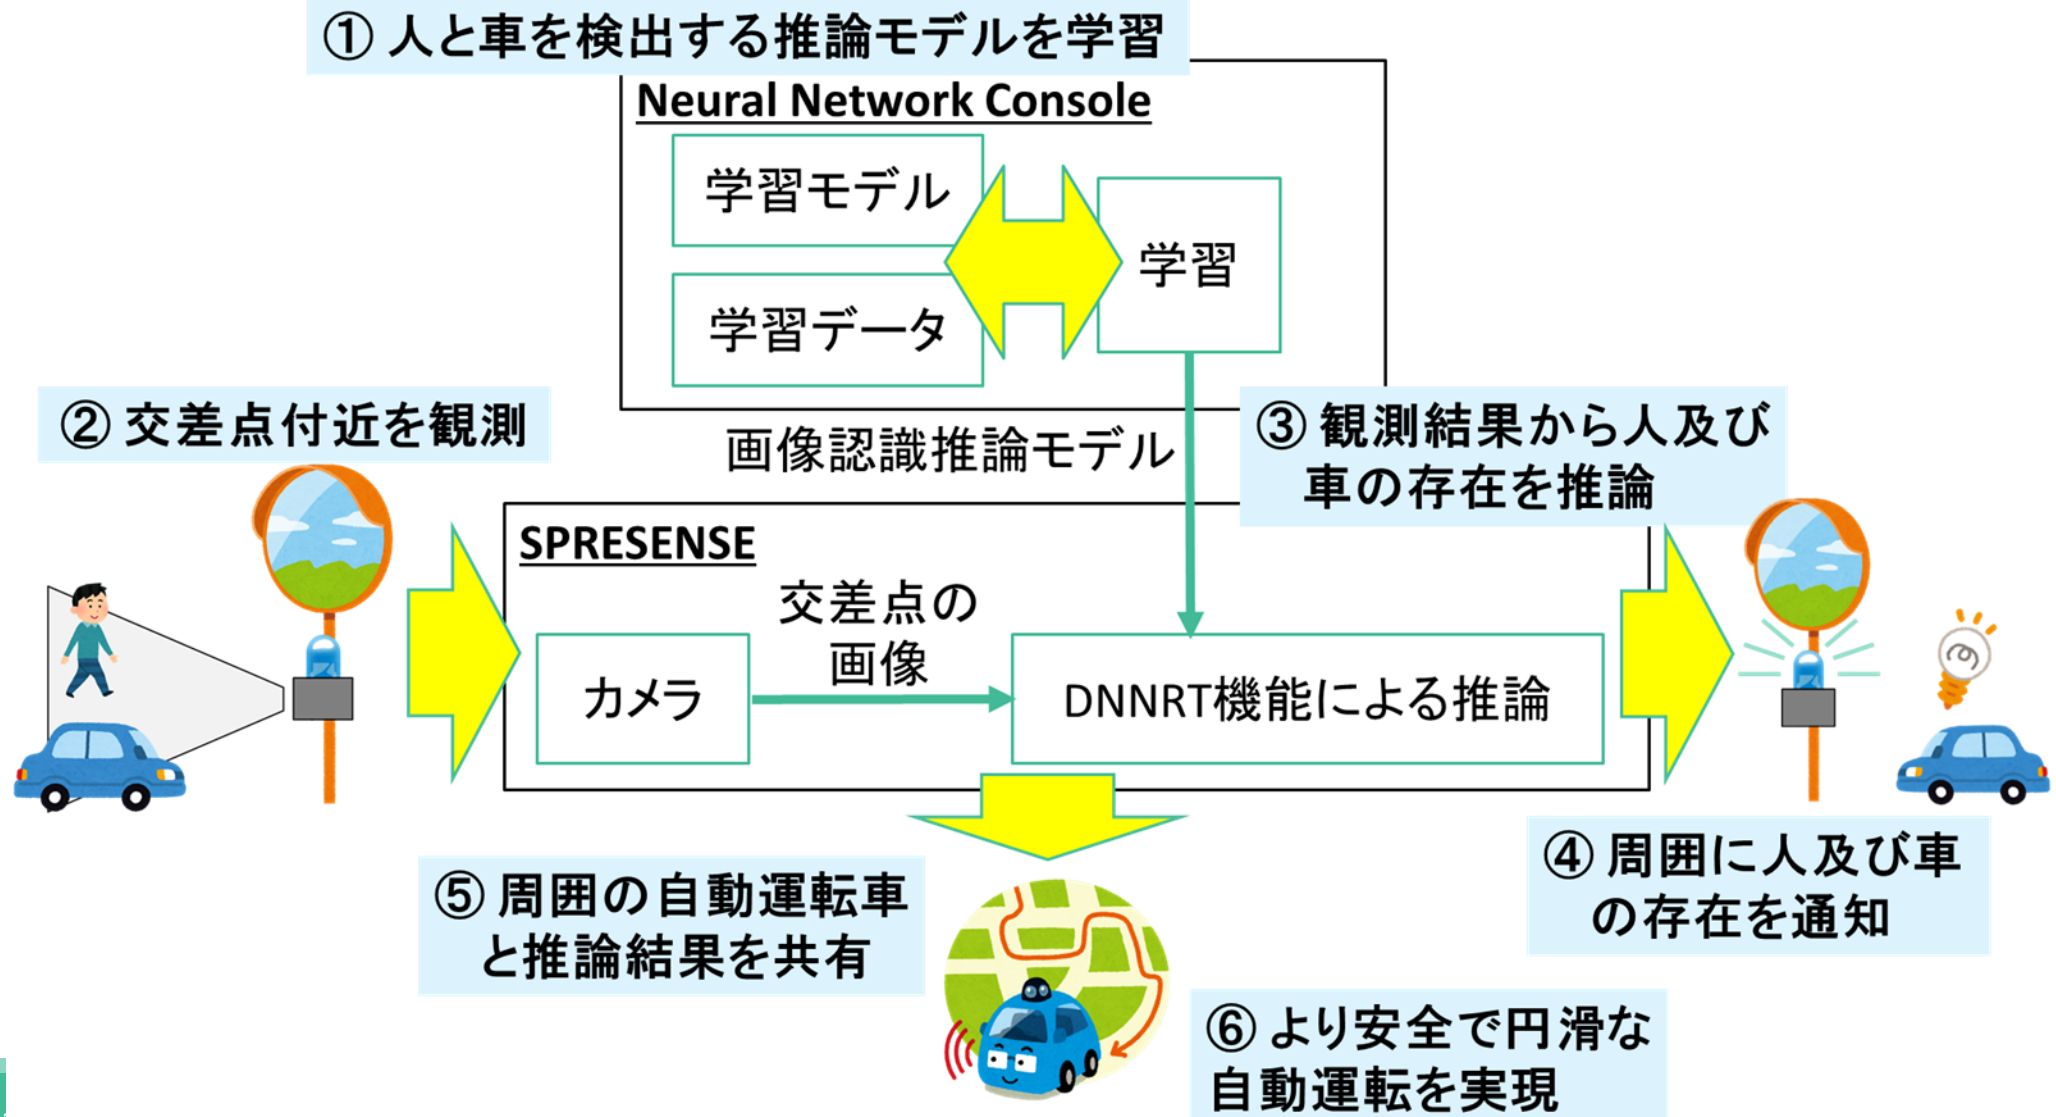 ① 人と車を検出する推論モデルを学習
Neural Network Console
学習モデル
学習
学習データ
② 交差点付近を観測
画像認識推論モデル
③ 観測結果から人及び
車の存在を推論
SPRESENSE
交差点の
画像
カメラ
DNNRT機能による推論
④ 周囲に人及び車
の存在を通知
⑤ 周囲の自動運転車
と推論結果を共有
⑥ より安全で円滑な
自動運転を実現